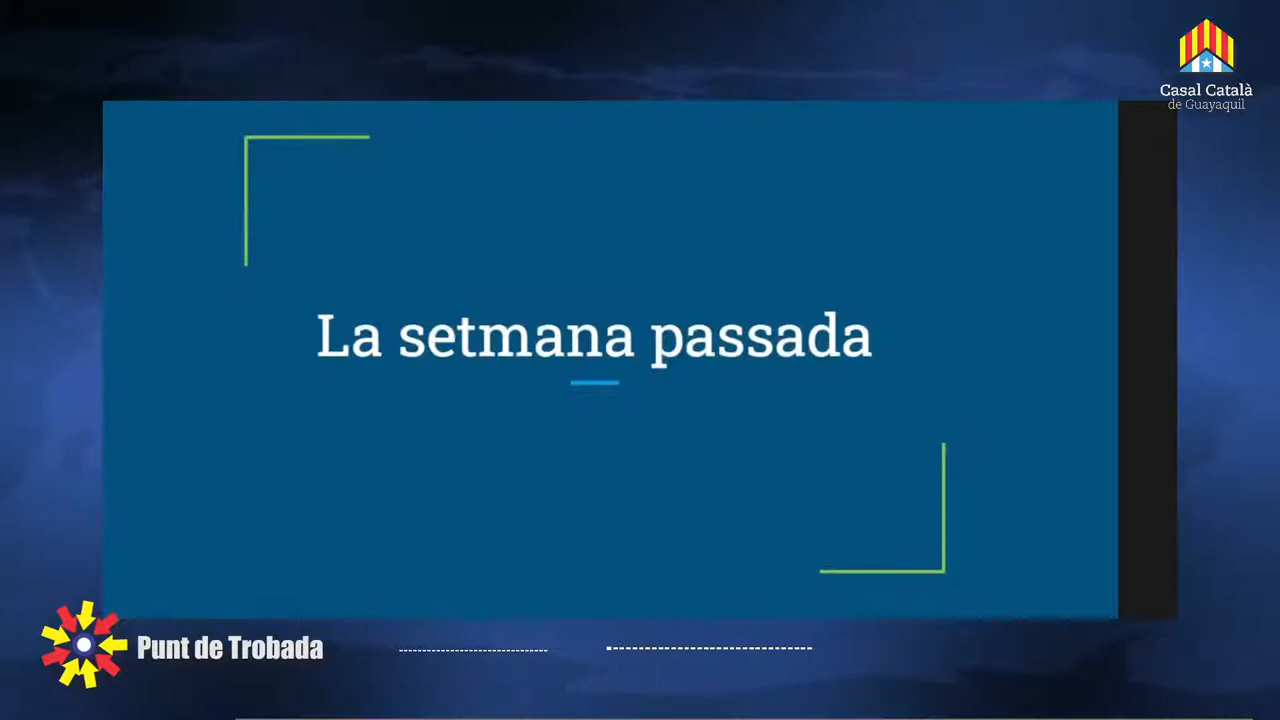 Casal Català
de Guayaquil
La setmana passada
Punt de Trobada